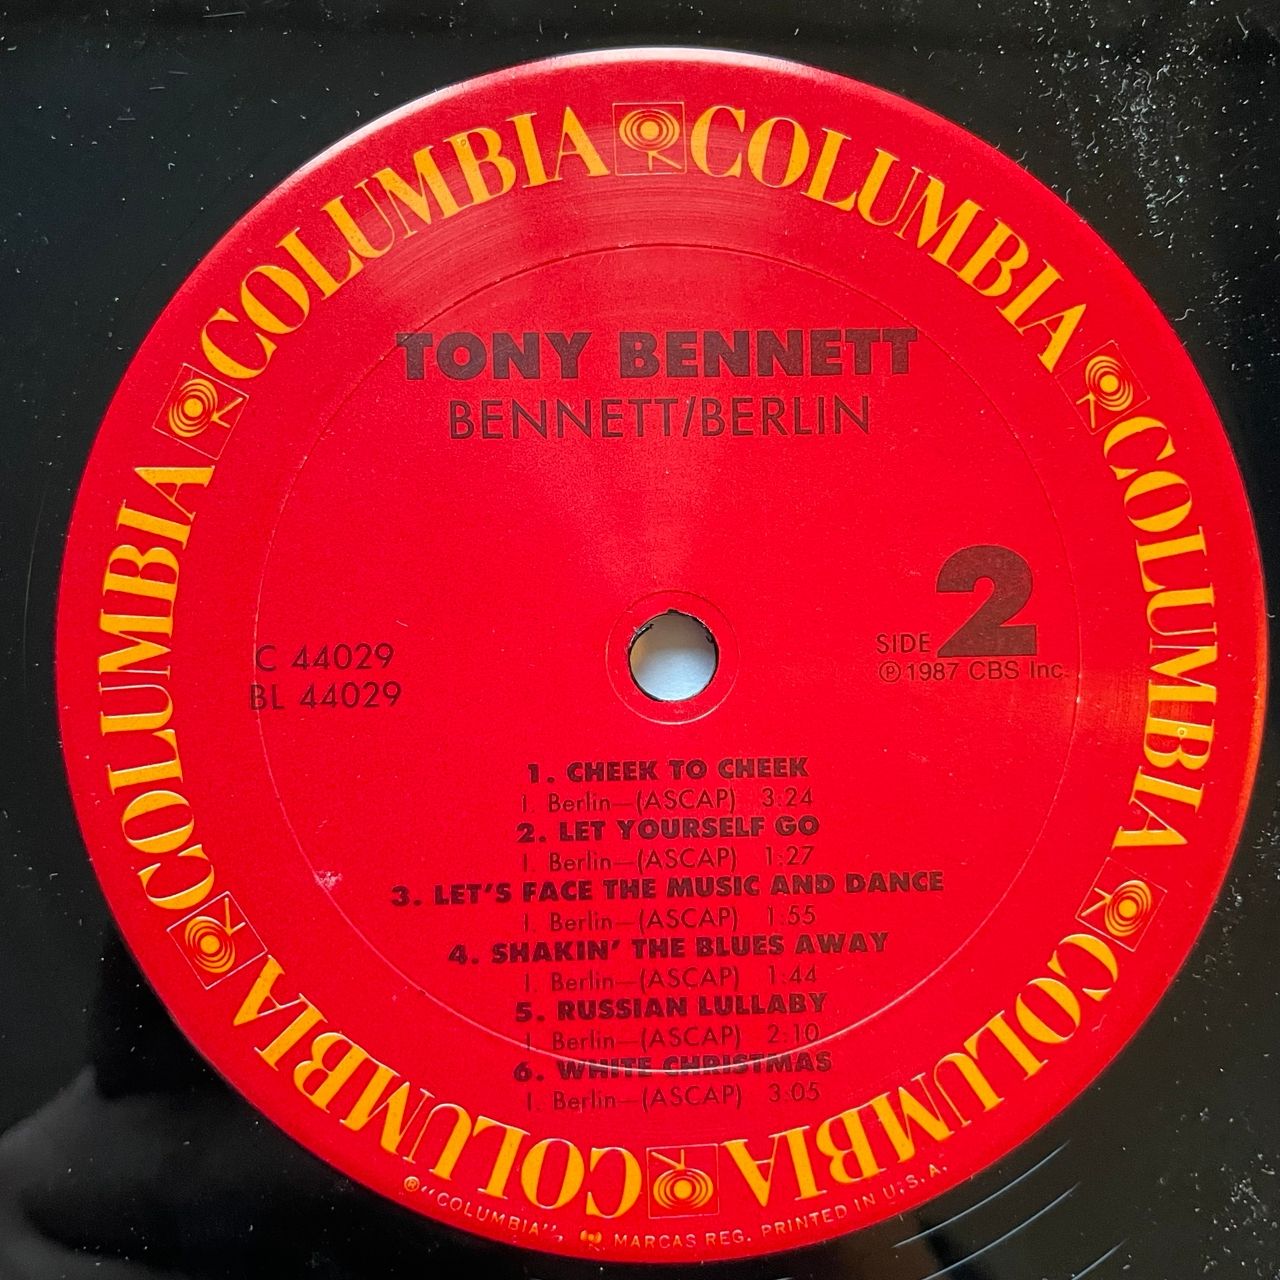 COLUMBIA COLUMBIA COLUMBIA COLUMBIA COLUMBIA COLUMBIA COLUMBIA COLUMBIA
TONY BENNETT
BENNETT/BERLIN
C 44029
BL 44029
SIDE 2
℗ 1987 CBS Inc.
1. CHEEK TO CHEEK
I. Berlin—(ASCAP) 3:24
2. LET YOURSELF GO
I. Berlin—(ASCAP) 1:27
3. LET'S FACE THE MUSIC AND DANCE
I. Berlin—(ASCAP) 1:55
4. SHAKIN' THE BLUES AWAY
I. Berlin—(ASCAP) 1:44
5. RUSSIAN LULLABY
I. Berlin—(ASCAP) 2:10
6. WHITE CHRISTMAS
I. Berlin—(ASCAP) 3:05
® "COLUMBIA", MARCAS REG. PRINTED IN U.S.A.